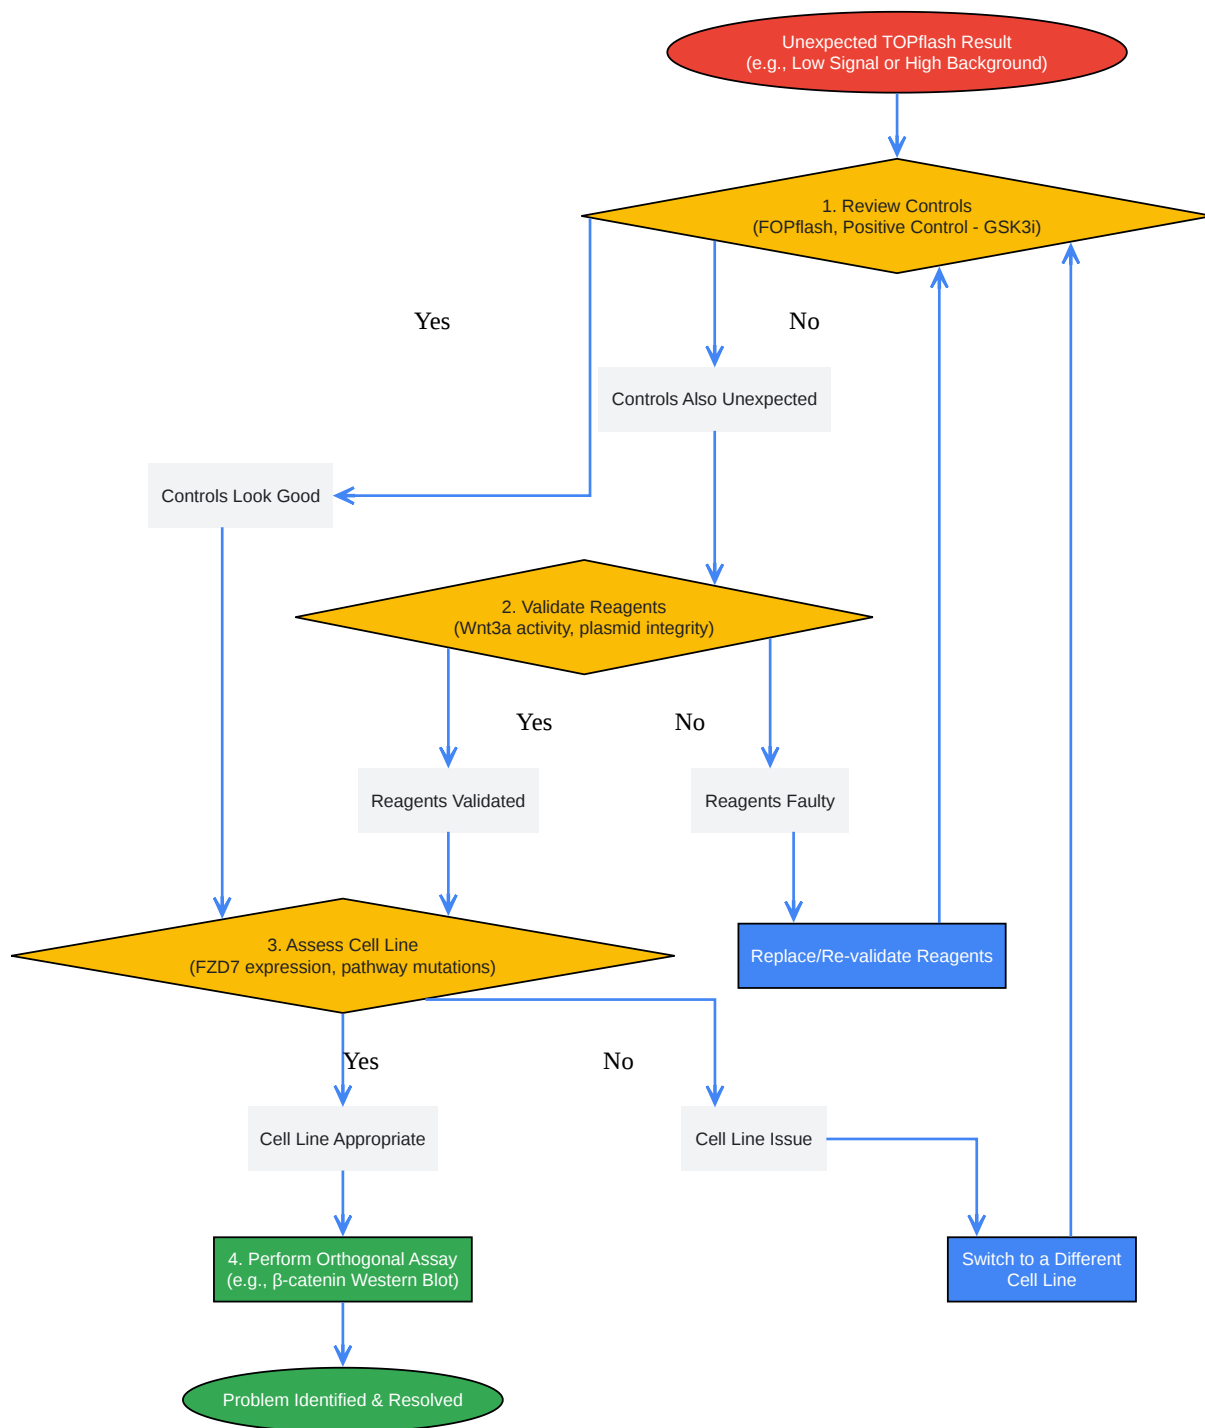 Unexpected TOPflash Result
(e.g., Low Signal or High Background)
1. Review Controls
(FOPflash, Positive Control - GSK3i)
Yes
No
Controls Also Unexpected
Controls Look Good
2. Validate Reagents
(Wnt3a activity, plasmid integrity)
Yes
No
Reagents Validated
Reagents Faulty
3. Assess Cell Line
(FZD7 expression, pathway mutations)
Replace/Re-validate Reagents
Yes
No
Cell Line Appropriate
Cell Line Issue
4. Perform Orthogonal Assay
(e.g., β-catenin Western Blot)
Switch to a Different
Cell Line
Problem Identified & Resolved